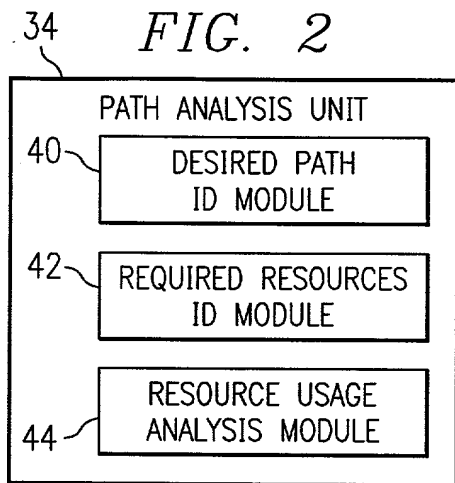 34 FIG. 2
PATH ANALYSIS UNIT
40 DESIRED PATH
ID MODULE
42 REQUIRED RESOURCES
ID MODULE
RESOURCE USAGE
44 ANALYSIS MODULE